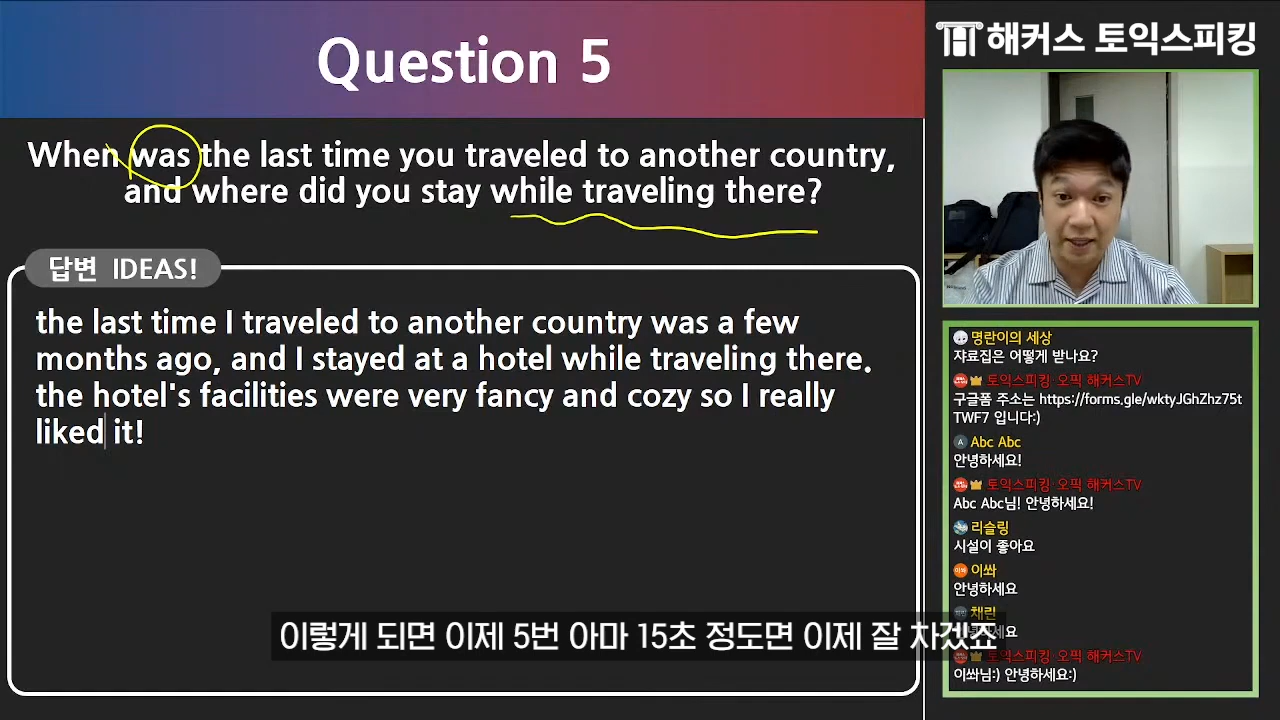 Question 5
When was the last time you traveled to another country,
and where did you stay while traveling there?
답변 IDEAS!
the last time I traveled to another country was a few
months ago, and I stayed at a hotel while traveling there.
the hotel's facilities were very fancy and cozy so I really
liked it!
이렇게 되면 이제 5번 아마 15초 정도면 이제 잘 차겠죠
해커스 토익스피킹
명란이의 세상
쟈료집은 어떻게 받나요?
토익스피킹·오픽 해커스TV
구글폼 주소는 https://forms.gle/wktyJGhZhz75t
TWF7 입니다:)
A Abc Abc
안녕하세요!
토익스피킹·오픽 해커스TV
Abc Abc님! 안녕하세요!
리슬링
시설이 좋아요
이쏴
안녕하세요
채린
토익스피킹·오픽 해커스TV
이쏴님:) 안녕하세요:)